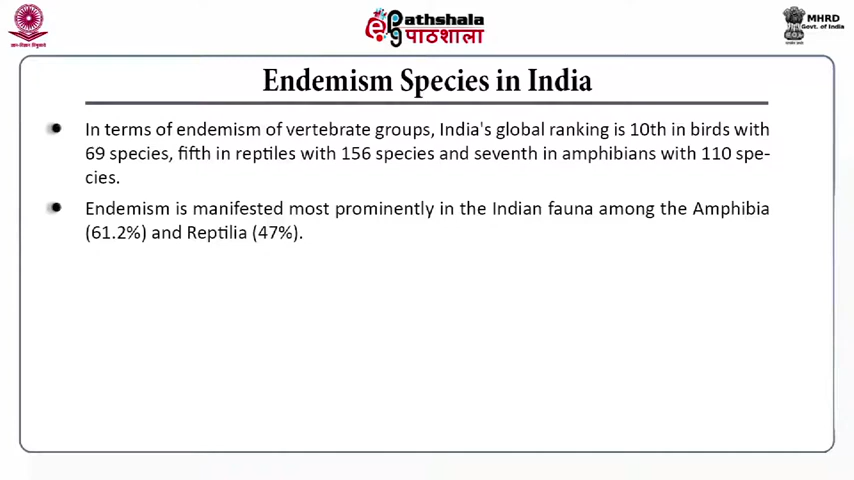 ज्ञान-विज्ञान विमुक्तये
ePathshala
पाठशाला
MHRD
Govt. of India
Endemism Species in India
In terms of endemism of vertebrate groups, India's global ranking is 10th in birds with
69 species, fifth in reptiles with 156 species and seventh in amphibians with 110 spe-
cies.
Endemism is manifested most prominently in the Indian fauna among the Amphibia
(61.2%) and Reptilia (47%).